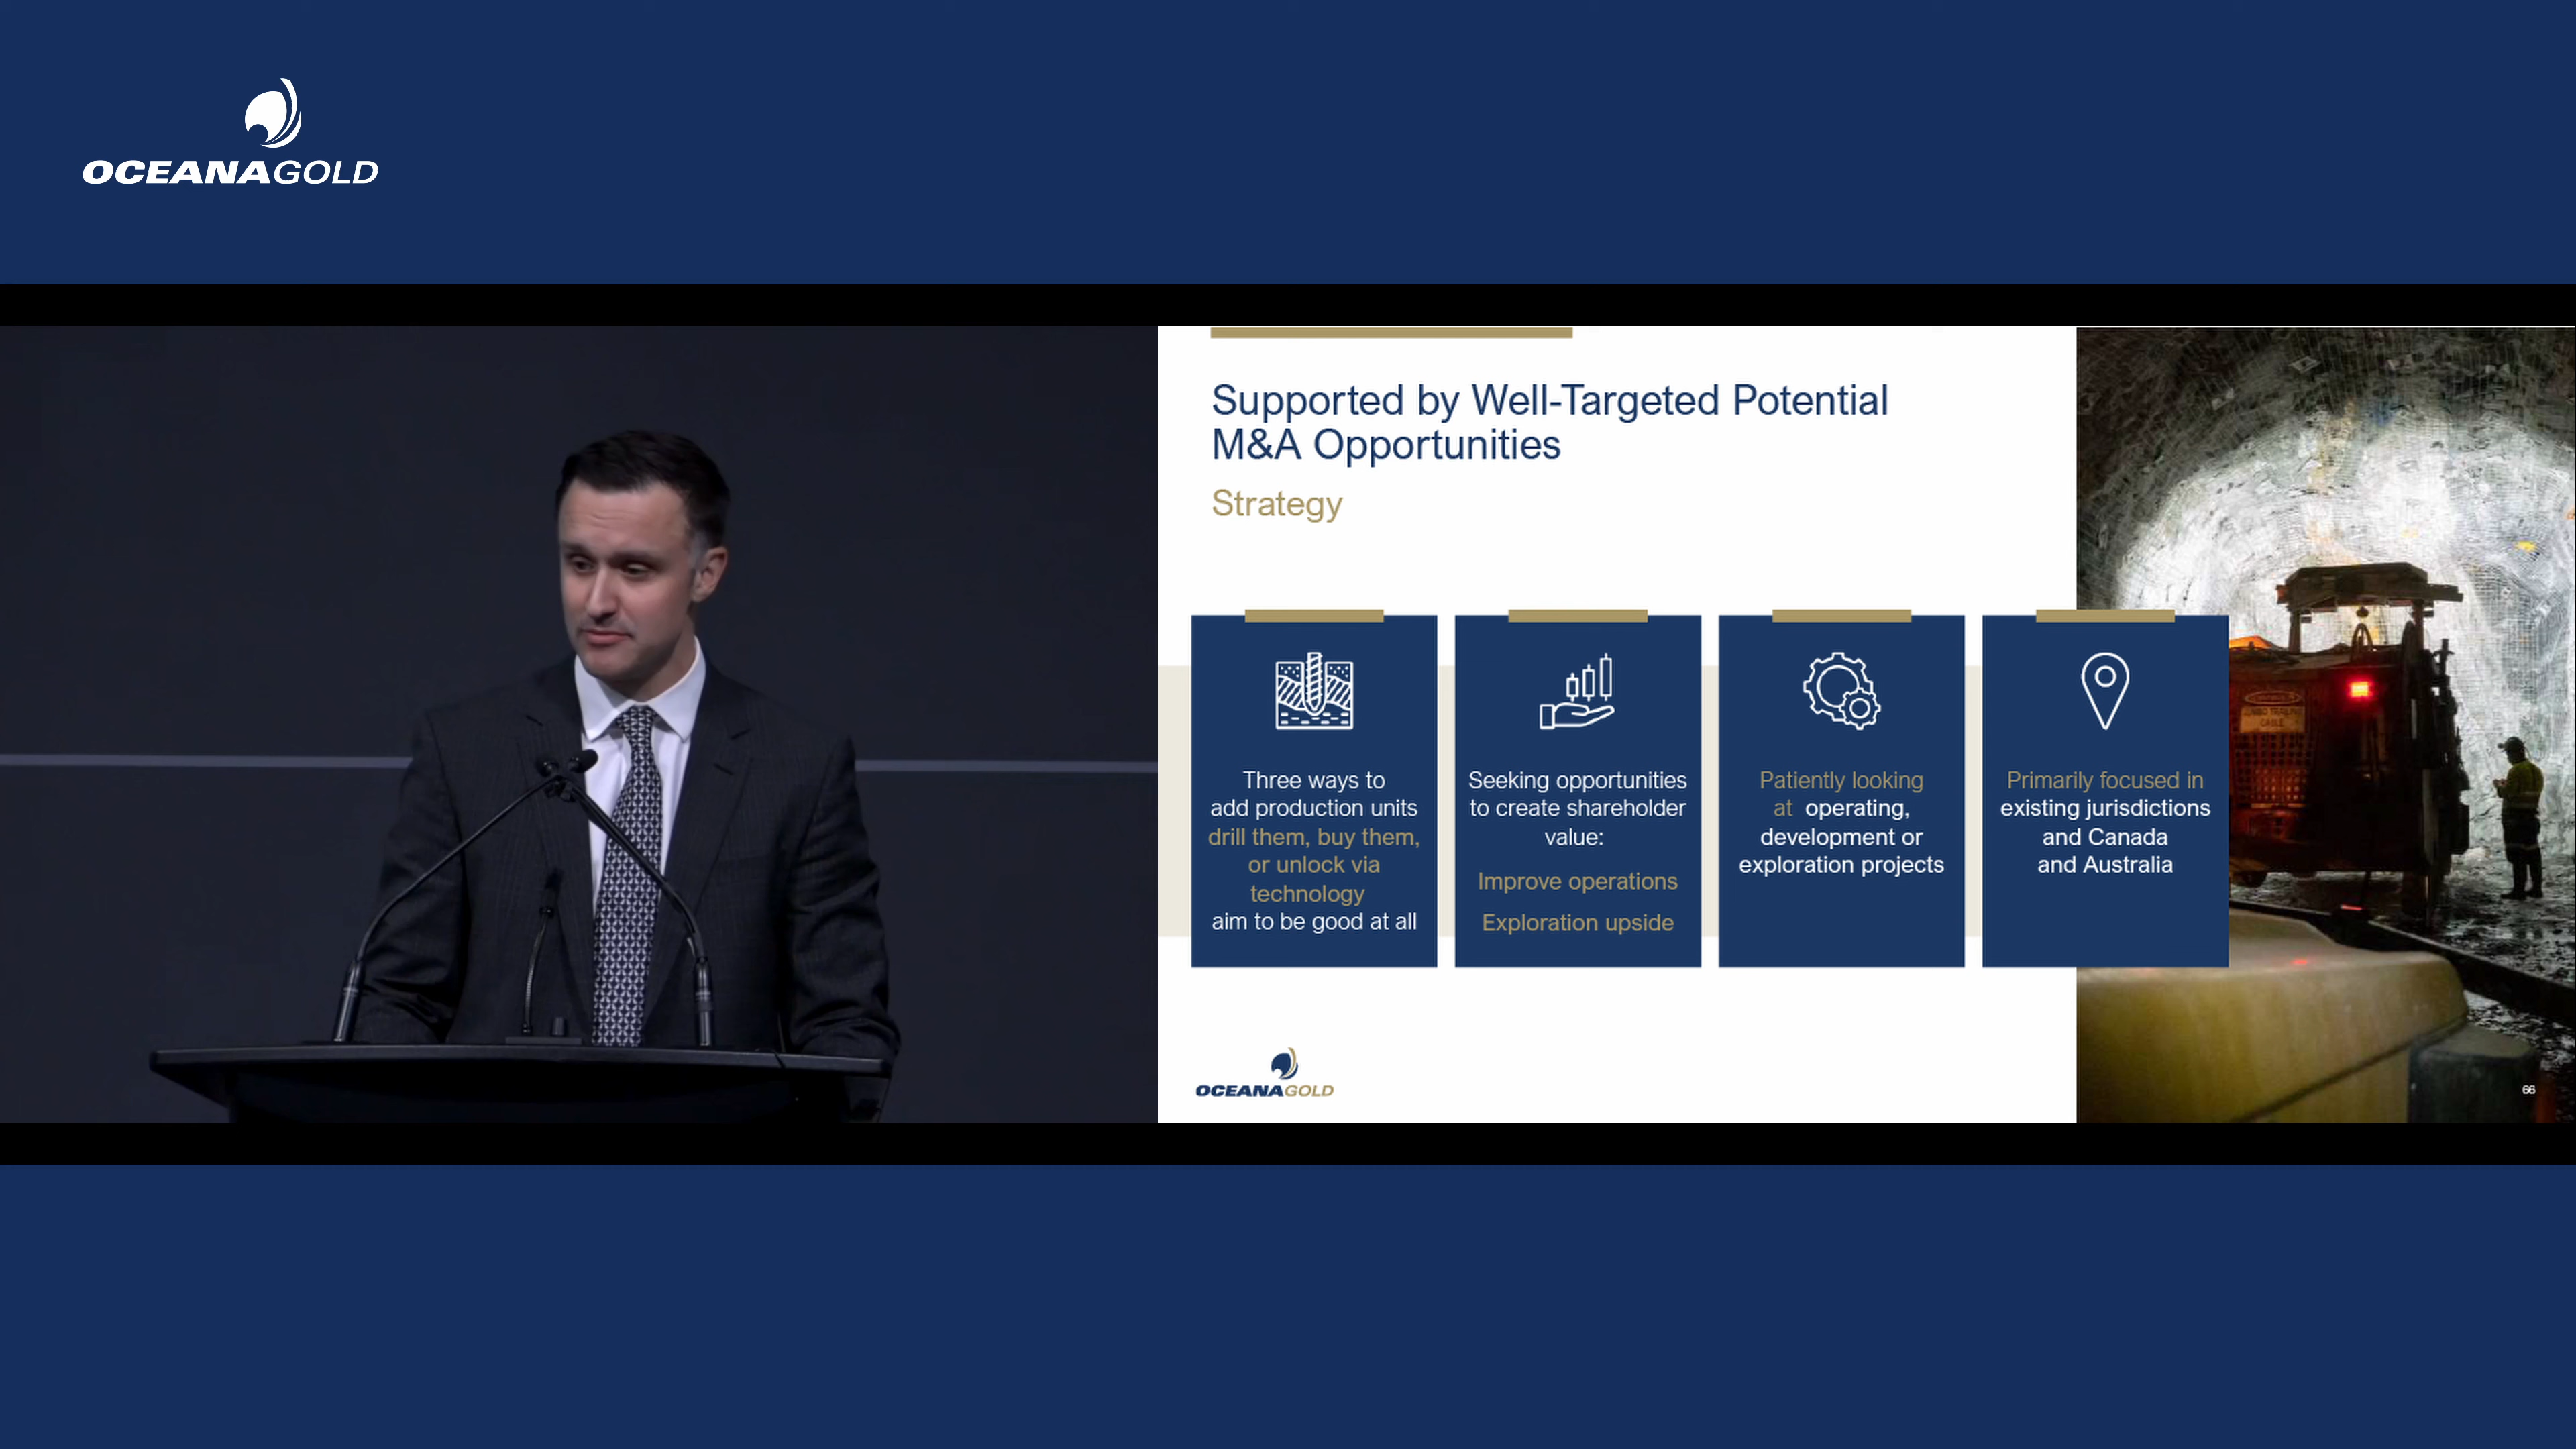 OCEANAGOLD
Supported by Well-Targeted Potential
M&A Opportunities
Strategy
Three ways to
add production units
drill them, buy them,
or unlock via
technology
aim to be good at all
Seeking opportunities
to create shareholder
value:
Improve operations
Exploration upside
Patiently looking
at operating,
development or
exploration projects
Primarily focused in
existing jurisdictions
and Canada
and Australia
OCEANAGOLD
66